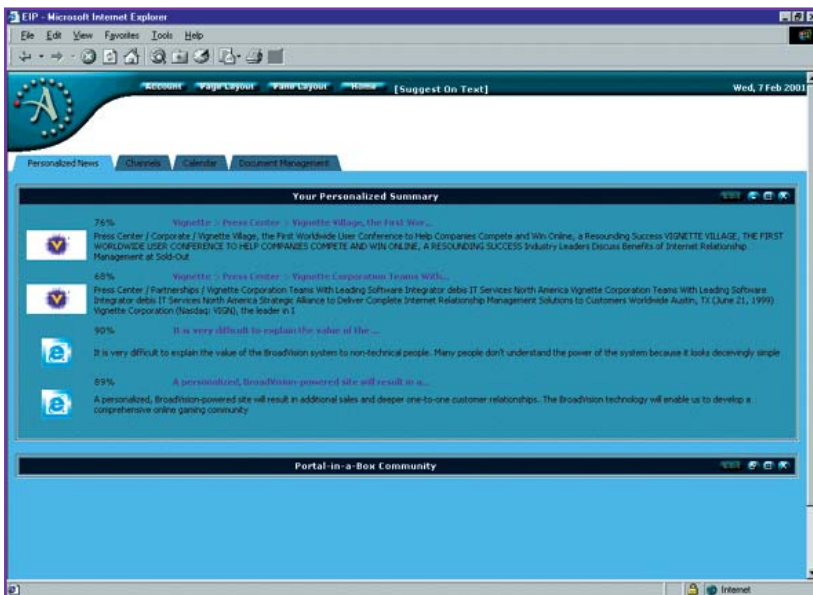 EIP - Microsoft Internet Explorer
File Edit View Favorites Tools Help
Account Page Layout Pane Layout Home [Suggest On Text] Wed, 7 Feb 2001
A
Personalized News Channels Calendar Document Management
Your Personalized Summary
76% Vignette > Press Center > Vignette Village, the First Wor...
Press Center / Corporate / Vignette Village, the First Worldwide User Conference to Help Companies Compete and Win Online, a Resounding Success VIGNETTE VILLAGE, THE FIRST
WORLDWIDE USER CONFERENCE TO HELP COMPANIES COMPETE AND WIN ONLINE, A RESOUNDING SUCCESS Industry Leaders Discuss Benefits of Internet Relationship
Management at Sold-Out
68% Vignette > Press Center > Vignette Corporation Teams With...
Press Center / Partnerships / Vignette Corporation Teams With Leading Software Integrator debis IT Services North America Vignette Corporation Teams With Leading Software
Integrator debis IT Services North America Strategic Alliance to Deliver Complete Internet Relationship Management Solutions to Customers Worldwide Austin, TX (June 21, 1999)
Vignette Corporation (Nasdaq: VIGN), the leader in I
90% It is very difficult to explain the value of the ...
It is very difficult to explain the value of the BroadVision system to non-technical people. Many people don't understand the power of the system because it looks deceivingly simple
89% A personalized, BroadVision-powered site will result in a...
A personalized, BroadVision-powered site will result in additional sales and deeper one-to-one customer relationships. The BroadVision technology will enable us to develop a
comprehensive online gaming community
Portal-in-a-Box Community
Internet